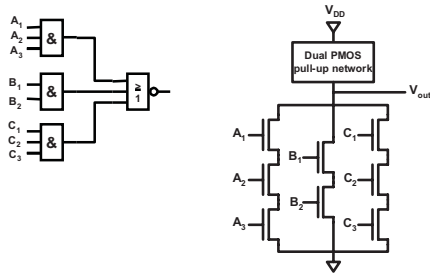 A1
A2
A3
&
B1
B2
&
C1
C2
C3
&
≥
1
VDD
Dual PMOS
pull-up network
Vout
A1
B1
C1
A2
B2
C2
A3
C3